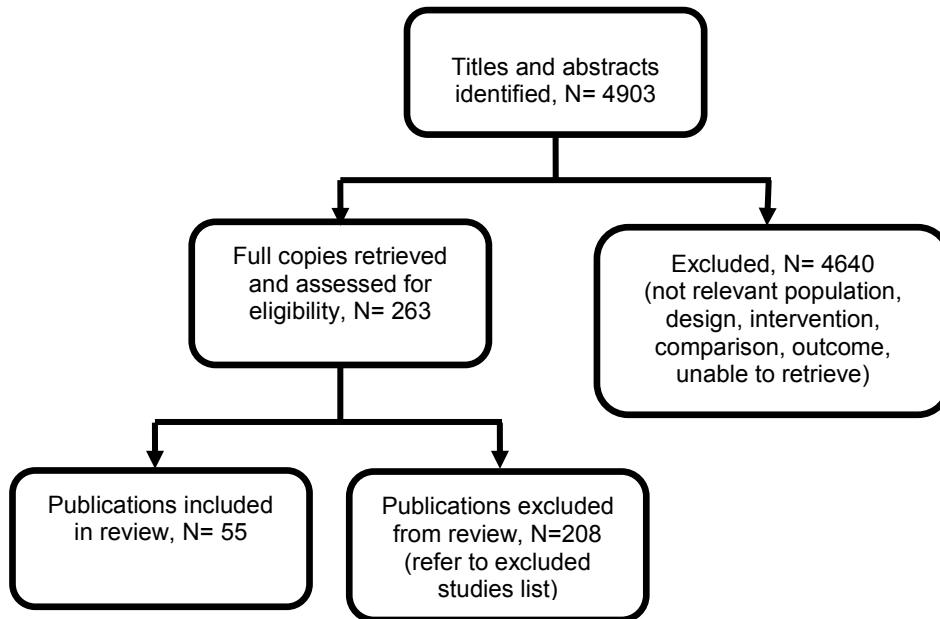 Titles and abstracts
identified, N= 4903
Full copies retrieved
and assessed for
eligibility, N= 263
Excluded, N= 4640
(not relevant population,
design, intervention,
comparison, outcome,
unable to retrieve)
Publications included
in review, N= 55
Publications excluded
from review, N=208
(refer to excluded
studies list)